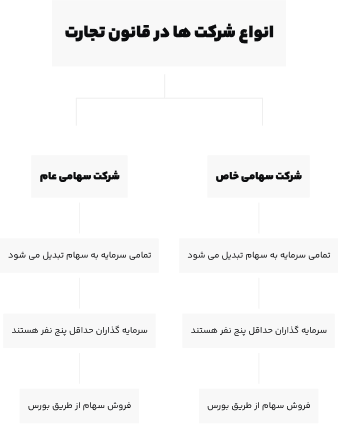 انواع شرکت ها در قانون تجارت
شرکت سهامی خاص
شرکت سهامی عام
تمامی سرمایه به سهام تبدیل می شود
تمامی سرمایه به سهام تبدیل می شود
سرمایه گذاران حداقل پنج نفر هستند
سرمایه گذاران حداقل پنج نفر هستند
فروش سهام از طریق بورس
فروش سهام از طریق بورس